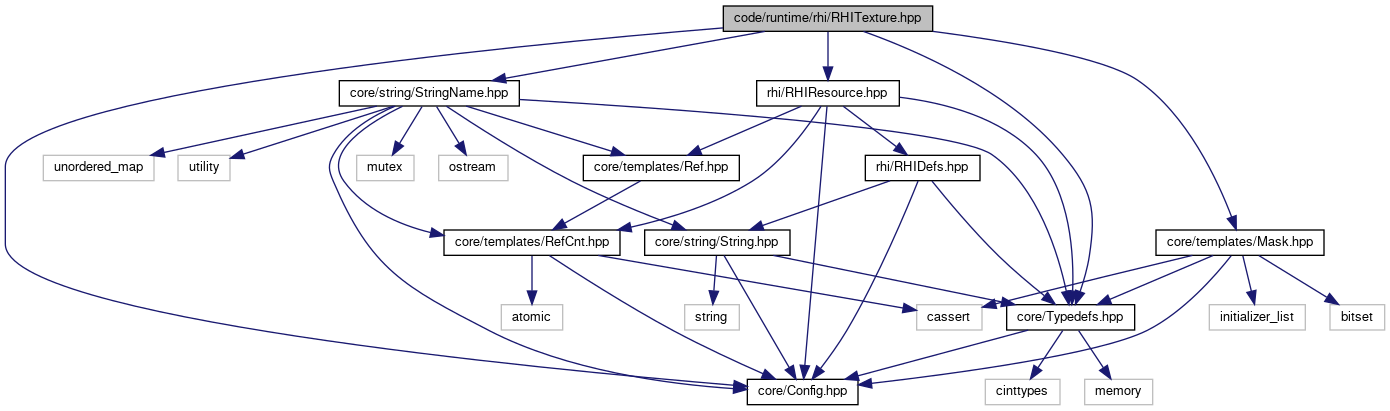 code/runtime/rhi/RHITexture.hpp
core/string/StringName.hpp
rhi/RHIResource.hpp
unordered_map
utility
mutex
ostream
core/templates/Ref.hpp
rhi/RHIDefs.hpp
core/templates/RefCnt.hpp
core/string/String.hpp
core/templates/Mask.hpp
atomic
string
cassert
core/Typedefs.hpp
initializer_list
bitset
core/Config.hpp
cinttypes
memory